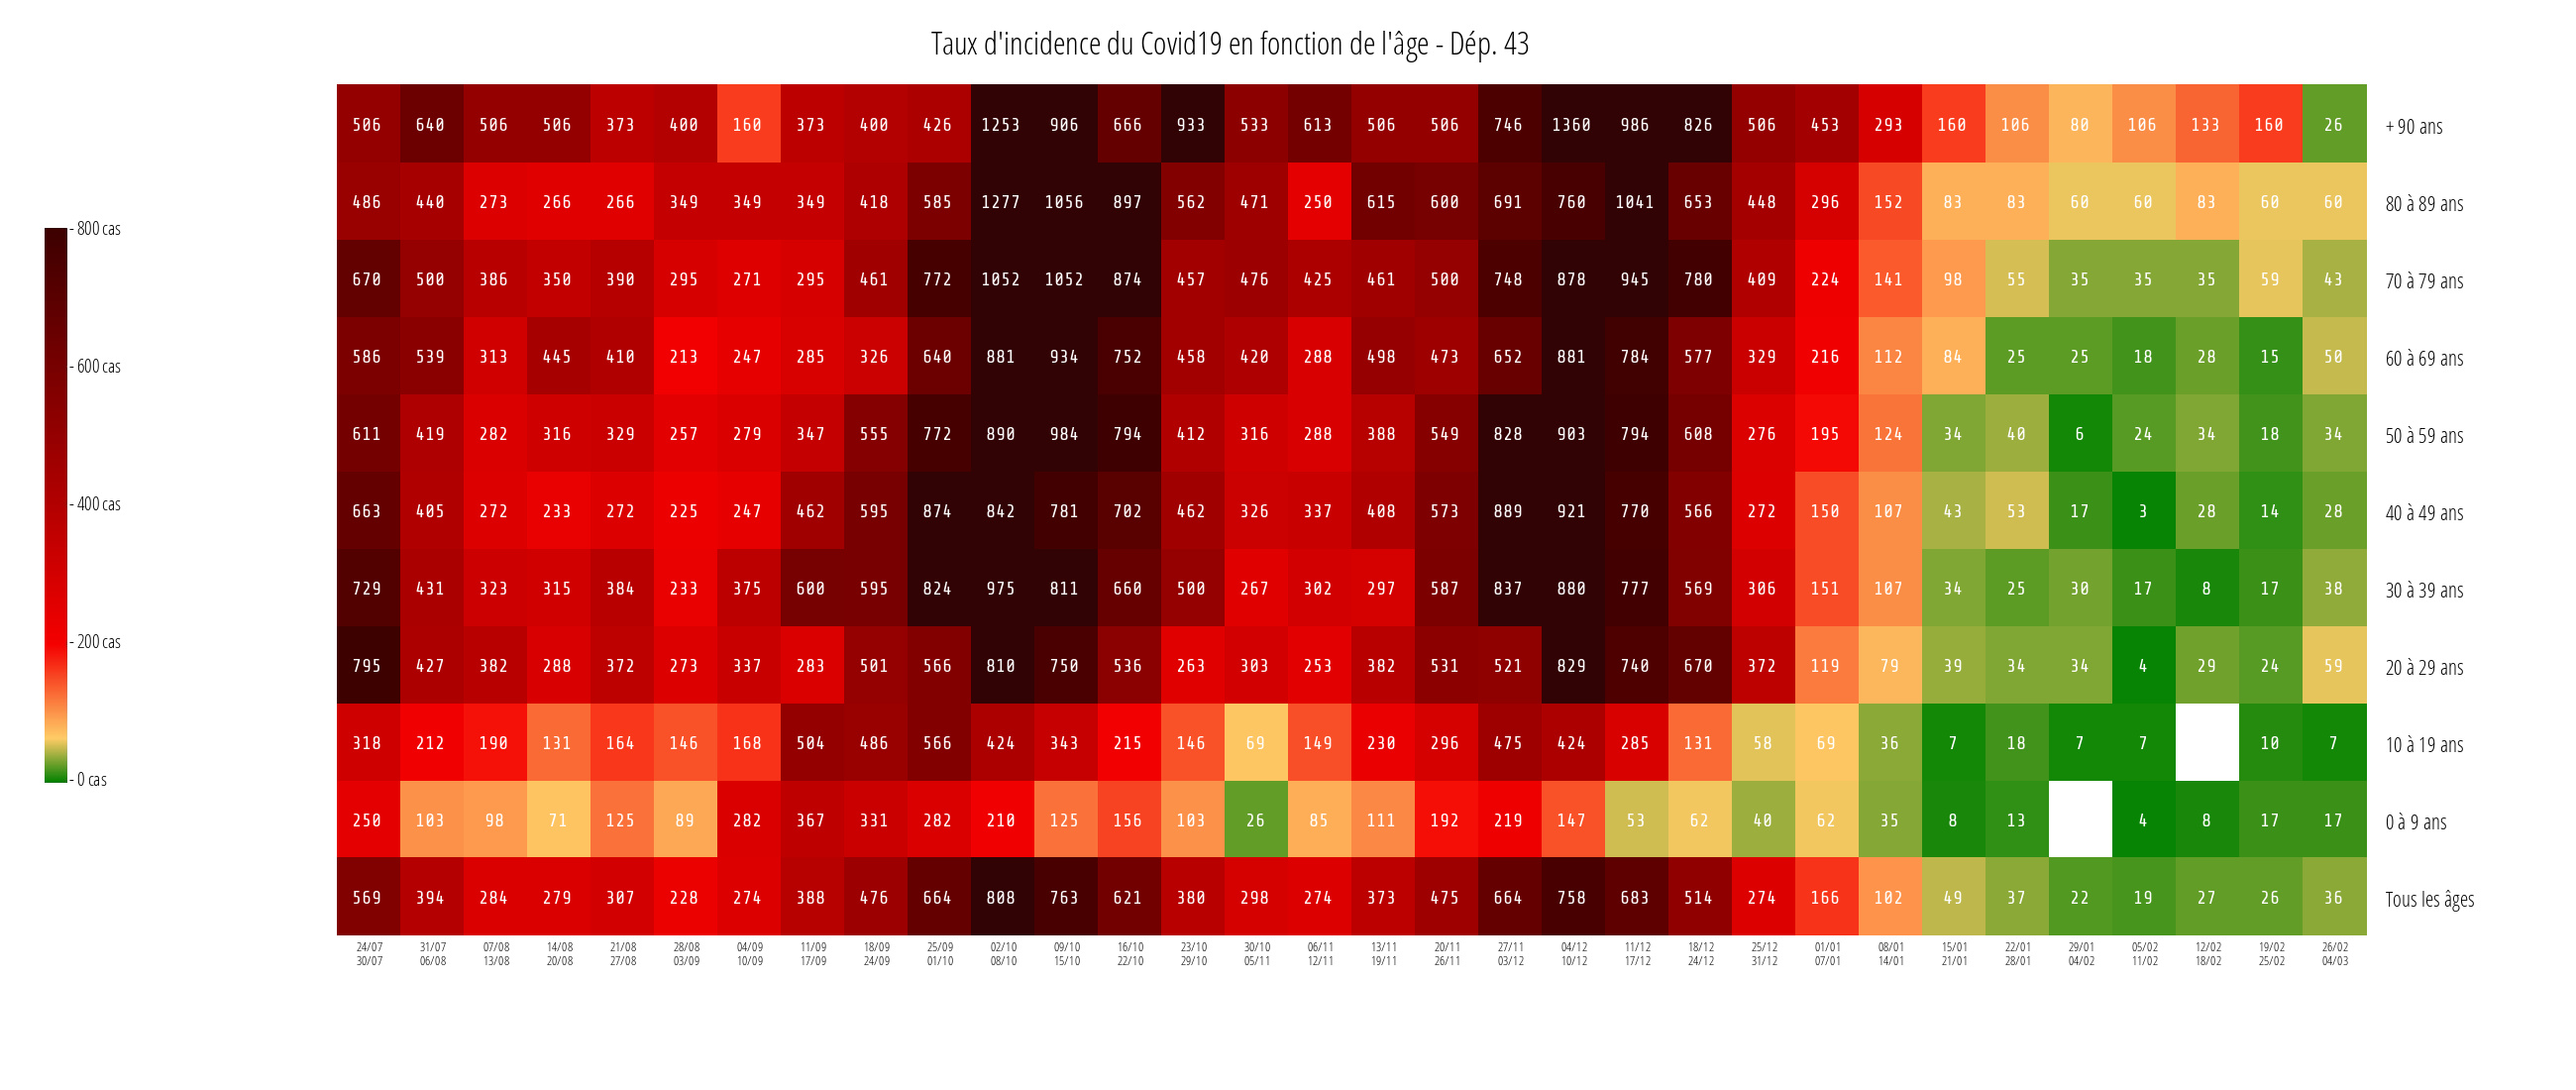 Taux d'incidence du Covid19 en fonction de l'âge - Dép. 43
506 640 506 506 373 400 160 373 400 426 1253 906 666 933 533 613 506 506 746 1360 986 826 506 453 293 160 106 80 106 133 160 26 + 90 ans
486 440 273 266 266 349 349 349 418 585 1277 1056 897 562 471 250 615 600 691 760 1041 653 448 296 152 83 83 60 60 83 60 60 80 à 89 ans
670 500 386 350 390 295 271 295 461 772 1052 1052 874 457 476 425 461 500 748 878 945 780 409 224 141 98 55 35 35 35 59 43 70 à 79 ans
586 539 313 445 410 213 247 285 326 640 881 934 752 458 420 288 498 473 652 881 784 577 329 216 112 84 25 25 18 28 15 50 60 à 69 ans
611 419 282 316 329 257 279 347 555 772 890 984 794 412 316 288 388 549 828 903 794 608 276 195 124 34 40 6 24 34 18 34 50 à 59 ans
663 405 272 233 272 225 247 462 595 874 842 781 702 462 326 337 408 573 889 921 770 566 272 150 107 43 53 17 3 28 14 28 40 à 49 ans
729 431 323 315 384 233 375 600 595 824 975 811 660 500 267 302 297 587 837 880 777 569 306 151 107 34 25 30 17 8 17 38 30 à 39 ans
795 427 382 288 372 273 337 283 501 566 810 750 536 263 303 253 382 531 521 829 740 670 372 119 79 39 34 34 4 29 24 59 20 à 29 ans
318 212 190 131 164 146 168 504 486 566 424 343 215 146 69 149 230 296 475 424 285 131 58 69 36 7 18 7 7 10 7 10 à 19 ans
250 103 98 71 125 89 282 367 331 282 210 125 156 103 26 85 111 192 219 147 53 62 40 62 35 8 13 4 8 17 17 0 à 9 ans
569 394 284 279 307 228 274 388 476 664 808 763 621 380 298 274 373 475 664 758 683 514 274 166 102 49 37 22 19 27 26 36 Tous les âges
24/07 31/07 07/08 14/08 21/08 28/08 04/09 11/09 18/09 25/09 02/10 09/10 16/10 23/10 30/10 06/11 13/11 20/11 27/11 04/12 11/12 18/12 25/12 01/01 08/01 15/01 22/01 29/01 05/02 12/02 19/02 26/02
30/07 06/08 13/08 20/08 27/08 03/09 10/09 17/09 24/09 01/10 08/10 15/10 22/10 29/10 05/11 12/11 19/11 26/11 03/12 10/12 17/12 24/12 31/12 07/01 14/01 21/01 28/01 04/02 11/02 18/02 25/02 04/03
- 800 cas
- 600 cas
- 400 cas
- 200 cas
- 0 cas